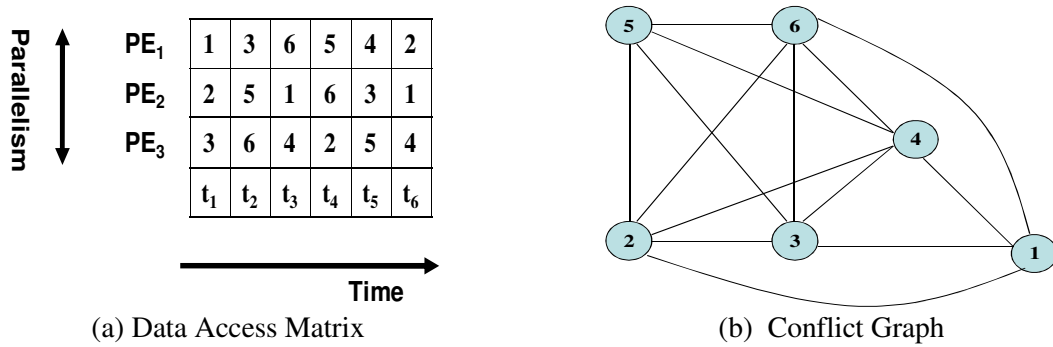 Parallelism
PE1 1 3 6 5 4 2
PE2 2 5 1 6 3 1
PE3 3 6 4 2 5 4
t1 t2 t3 t4 t5 t6
Time
(a) Data Access Matrix
5 6
4
2 3 1
(b) Conflict Graph